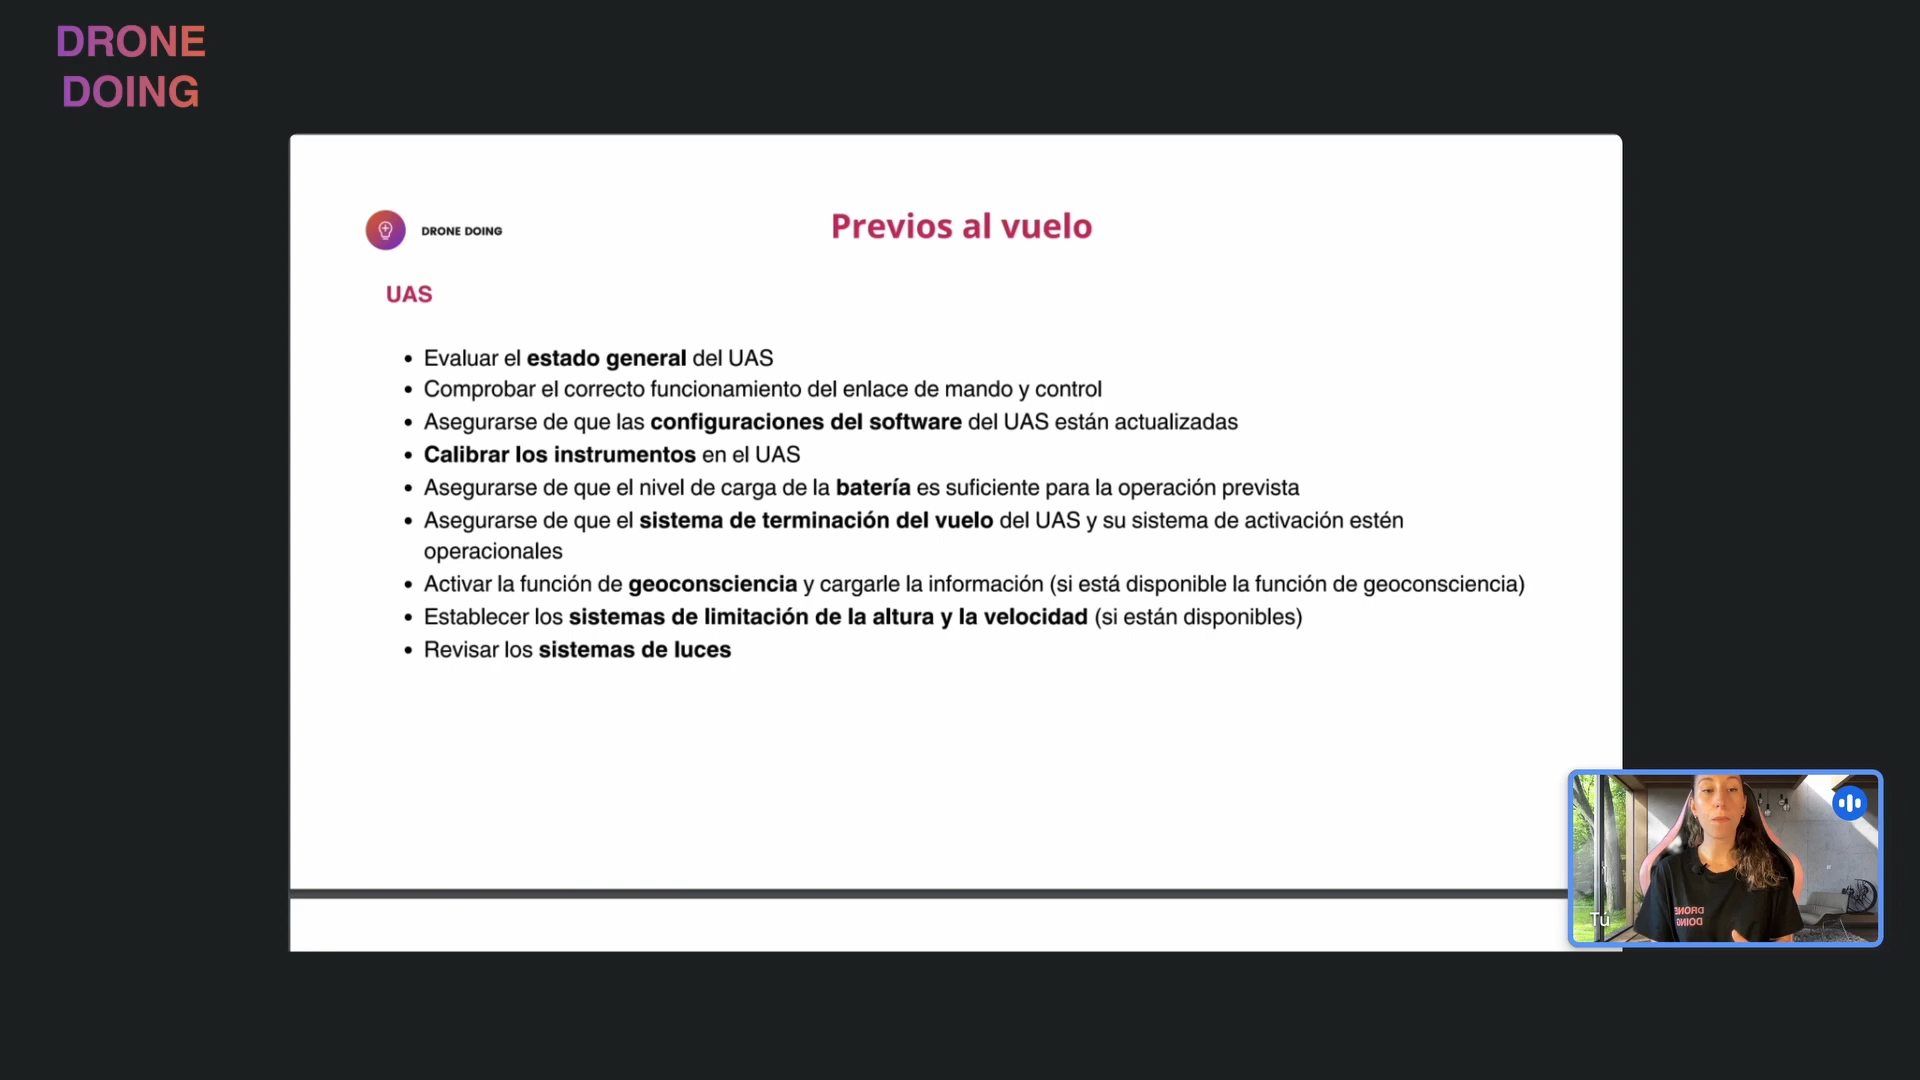 DRONE
DOING
DRONE DOING
Previos al vuelo
UAS
• Evaluar el estado general del UAS
• Comprobar el correcto funcionamiento del enlace de mando y control
• Asegurarse de que las configuraciones del software del UAS están actualizadas
• Calibrar los instrumentos en el UAS
• Asegurarse de que el nivel de carga de la batería es suficiente para la operación prevista
• Asegurarse de que el sistema de terminación del vuelo del UAS y su sistema de activación estén
operacionales
• Activar la función de geoconsciencia y cargarle la información (si está disponible la función de geoconsciencia)
• Establecer los sistemas de limitación de la altura y la velocidad (si están disponibles)
• Revisar los sistemas de luces
DRONE
DOING
Tú